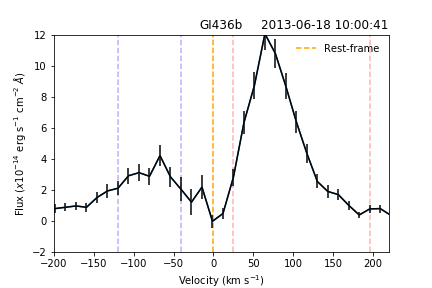 GI436b 2013-06-18 10:00:41
Rest-frame
Flux (x10⁻¹⁴ erg s⁻¹ cm⁻² Å)
12
10
8
6
4
2
0
−2
−200 −150 −100 −50 0 50 100 150 200
Velocity (km s⁻¹)